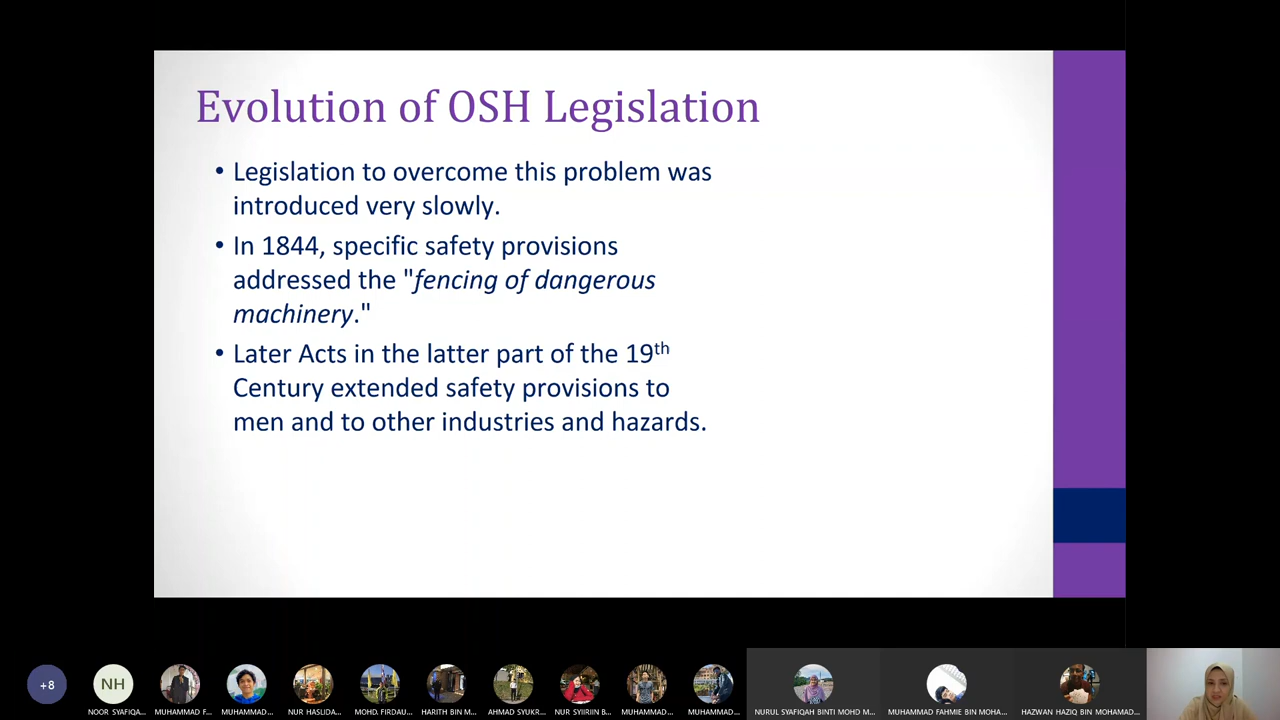 Evolution of OSH Legislation
• Legislation to overcome this problem was
introduced very slowly.
• In 1844, specific safety provisions
addressed the "fencing of dangerous
machinery."
• Later Acts in the latter part of the 19th
Century extended safety provisions to
men and to other industries and hazards.
+8
NH
NOOR SYAFIQA...
MUHAMMAD F...
MUHAMMAD ...
NUR HASLIDA...
MOHD. FIRDAU...
HARITH BIN M...
AHMAD SYUKR...
NUR SYIRIIN B...
MUHAMMAD ...
MUHAMMAD ...
NURUL SYAFIQAH BINTI MOHD M...
MUHAMMAD FAHMIE BIN MOHA...
HAZWAN HAZIQ BIN MOHAMAD...